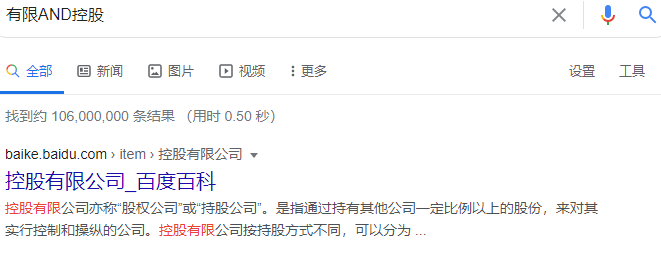 有限AND控股
全部 新闻 图片 视频 更多 设置 工具
找到约 106,000,000 条结果 （用时 0.50 秒）
baike.baidu.com › item › 控股有限公司
控股有限公司_百度百科
控股有限公司亦称“股权公司”或“持股公司”。是指通过持有其他公司一定比例以上的股份，来对其
实行控制和操纵的公司。控股有限公司按持股方式不同，可以分为 ...